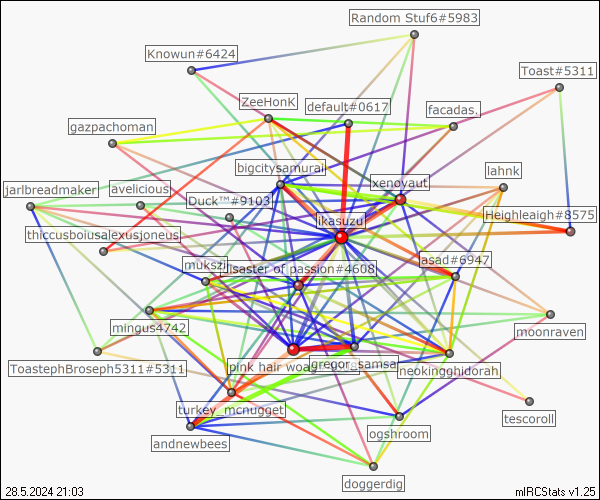 Random Stuf6#5983
Knowun#6424
Toast#5311
ZeeHonK
default#0617
facadas.
gazpachoman
bigcitysamurai
lahnk
xenovaut
jarlbreadmaker
avelicious
Duck™#9103
Heighleaigh#8575
ikasuzu
thiccusboiusalexusjoneus
lasad#6947
mukszi
disaster of passion#4608
mingus4742
moonraven
ToastephBroseph5311#5311
pink hair woa
gregor_samsa
neokingghidorah
turkey_mcnugget
tescoroll
ogshroom
andnewbees
doggerdig
28.5.2024 21:03
mIRCStats v1.25